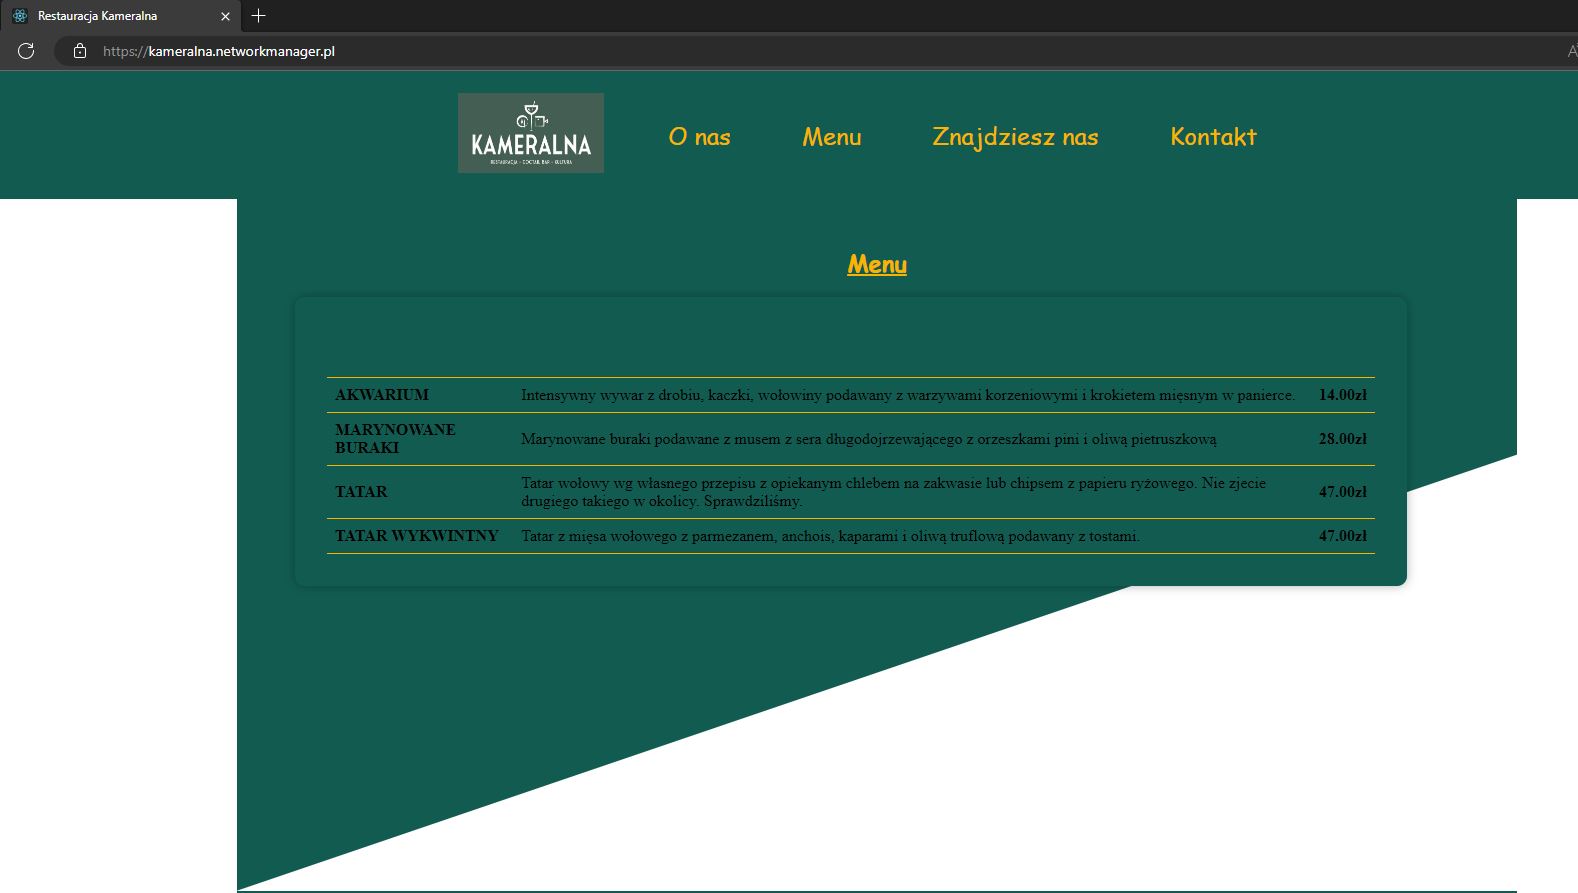 Restauracja Kameralna
https://kameralna.networkmanager.pl
KAMERALNA
RESTAURACJA - COCTAIL BAR - KULTURA
O nas
Menu
Znajdziesz nas
Kontakt
Menu
AKWARIUM Intensywny wywar z drobiu, kaczki, wołowiny podawany z warzywami korzeniowymi i krokietem mięsnym w panierce. 14.00zł
MARYNOWANE
BURAKI
Marynowane buraki podawane z musem z sera długodojrzewającego z orzeszkami pini i oliwą pietruszkową 28.00zł
TATAR
Tatar wołowy wg własnego przepisu z opiekanym chlebem na zakwasie lub chipsem z papieru ryżowego. Nie zjecie
drugiego takiego w okolicy. Sprawdziliśmy.
47.00zł
TATAR WYKWINTNY Tatar z mięsa wołowego z parmezanem, anchois, kaparami i oliwą truflową podawany z tostami. 47.00zł